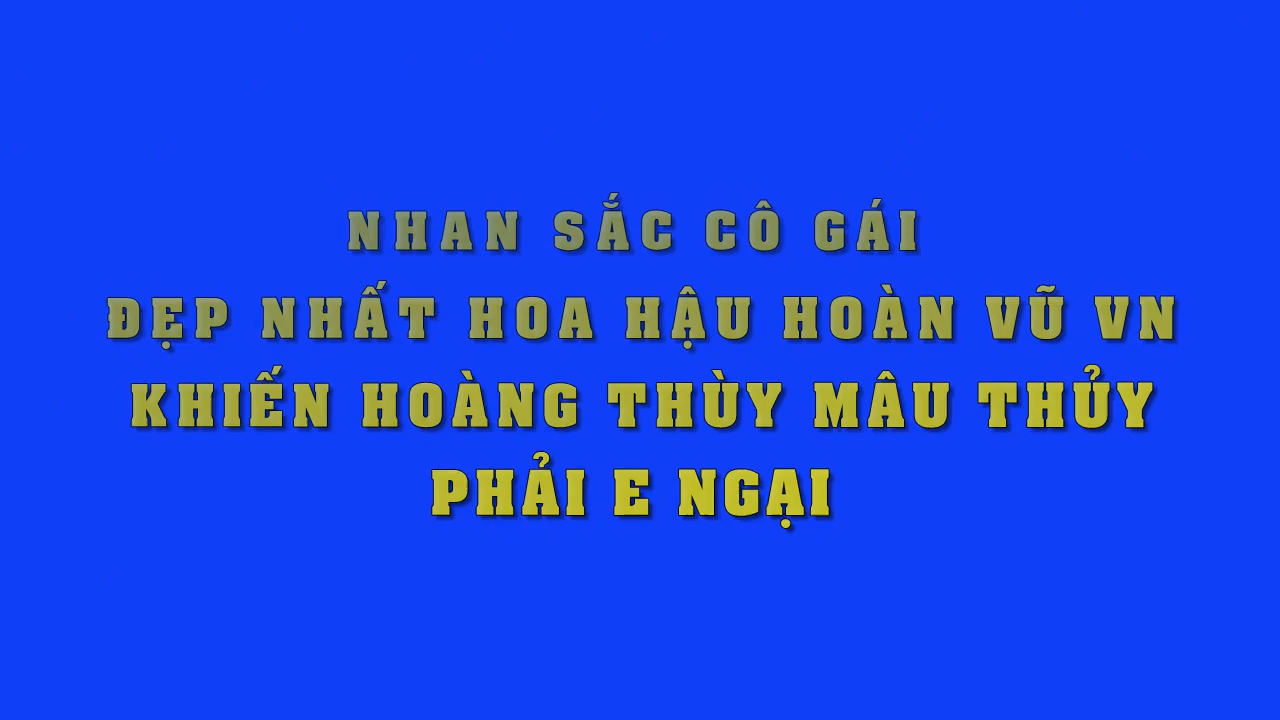 NHAN SẮC CÔ GÁI
ĐẸP NHẤT HOA HẬU HOÀN VŨ VN
KHIẾN HOÀNG THÙY MÂU THỦY
PHẢI E NGẠI